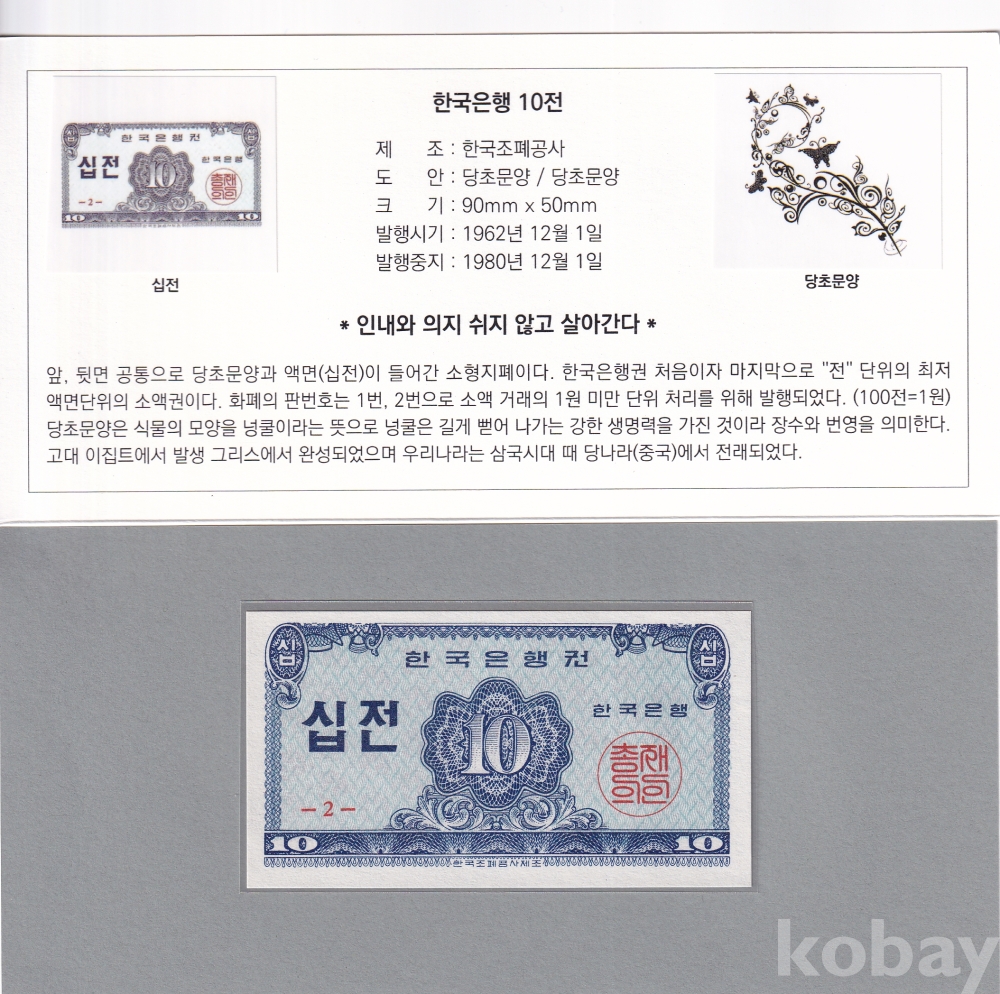 한국은행 10전
한국은행권
십전
10
한국은행
총재의인
-2-
10
10
십전
제 조 : 한국조폐공사
도 안 : 당초문양 / 당초문양
크 기 : 90mm x 50mm
발행시기 : 1962년 12월 1일
발행중지 : 1980년 12월 1일
당초문양
* 인내와 의지 쉬지 않고 살아간다 *
앞, 뒷면 공통으로 당초문양과 액면(십전)이 들어간 소형지폐이다. 한국은행권 처음이자 마지막으로 "전" 단위의 최저
액면단위의 소액권이다. 화폐의 판번호는 1번, 2번으로 소액 거래의 1원 미만 단위 처리를 위해 발행되었다. (100전=1원)
당초문양은 식물의 모양을 넝쿨이라는 뜻으로 넝쿨은 길게 뻗어 나가는 강한 생명력을 가진 것이라 장수와 번영을 의미한다.
고대 이집트에서 발생 그리스에서 완성되었으며 우리나라는 삼국시대 때 당나라(중국)에서 전래되었다.
십
십
한국은행권
십전
10
한국은행
총재의인
-2-
10
10
한국조폐공사제조
kobay